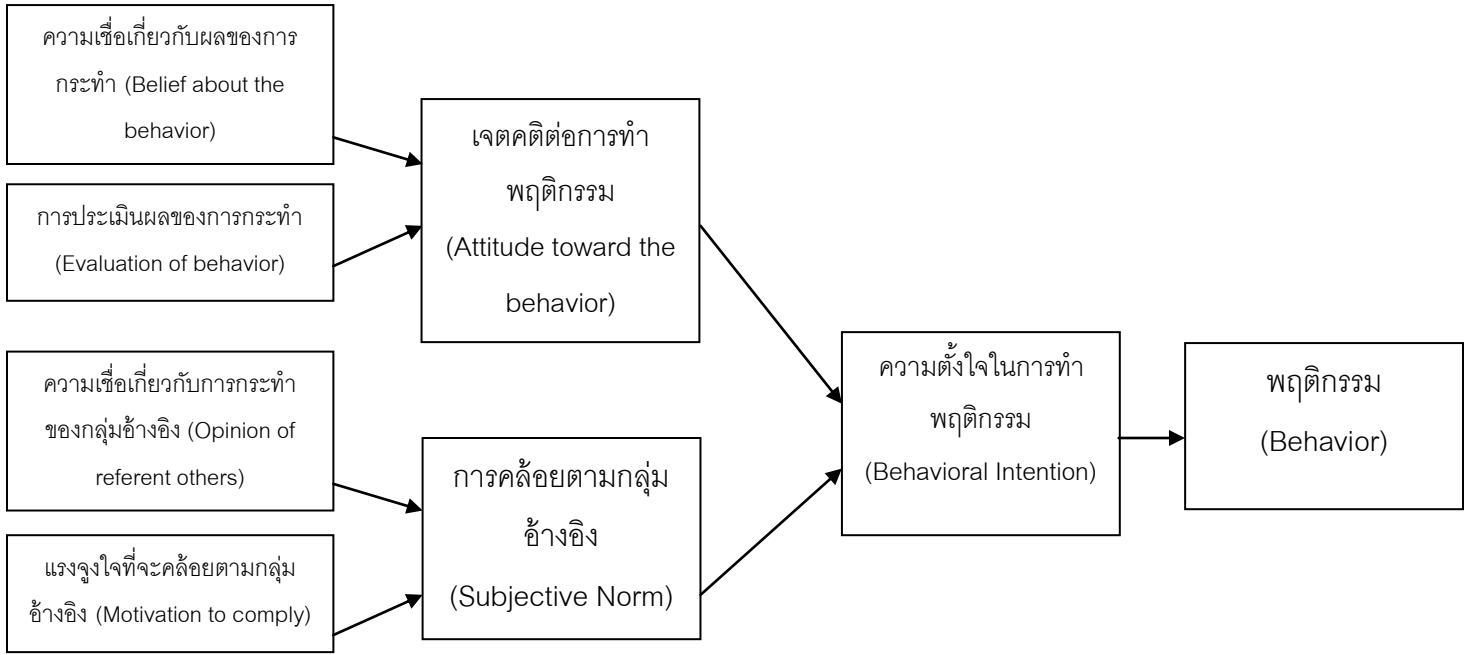 ความเชื่อเกี่ยวกับผลของการ
กระทำ (Belief about the
behavior)
การประเมินผลของการกระทำ
(Evaluation of behavior)
เจตคติต่อการทำ
พฤติกรรม
(Attitude toward the
behavior)
ความเชื่อเกี่ยวกับการกระทำ
ของกลุ่มอ้างอิง (Opinion of
referent others)
แรงจูงใจที่จะคล้อยตามกลุ่ม
อ้างอิง (Motivation to comply)
การคล้อยตามกลุ่ม
อ้างอิง
(Subjective Norm)
ความตั้งใจในการทำ
พฤติกรรม
(Behavioral Intention)
พฤติกรรม
(Behavior)